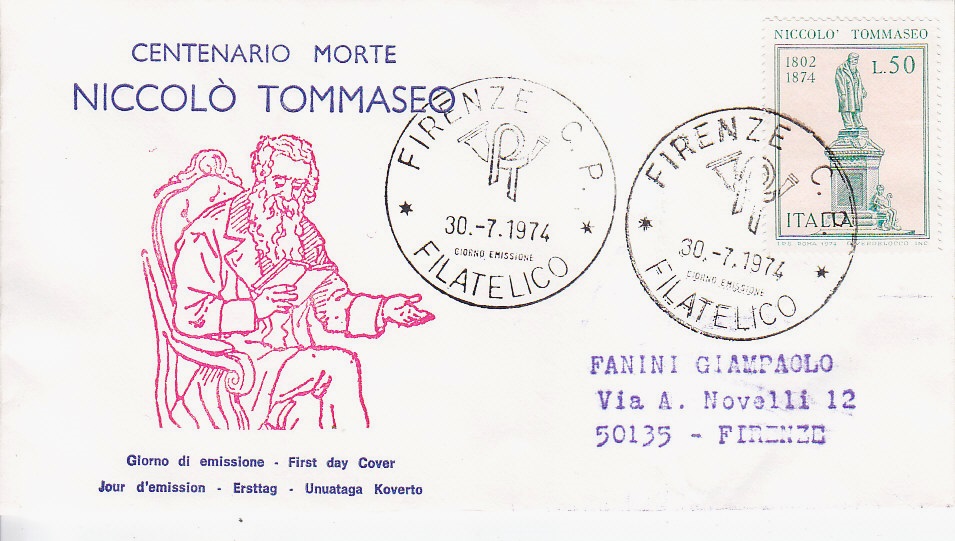 CENTENARIO MORTE
NICCOLÒ TOMMASEO
NICCOLO' TOMMASEO
1802
1874
L.50
ITALIA
FIRENZE C.P.
30.-7.1974
GIORNO EMISSIONE
FILATELICO
FIRENZE C.
30.-7.1974
GIORNO EMISSIONE
FILATELICO
FANINI GIAMPAOLO
Via A. Novelli 12
50135 - FIRENZE
Giorno di emissione - First day Cover
Jour d'emission - Ersttag - Unuataga Koverto